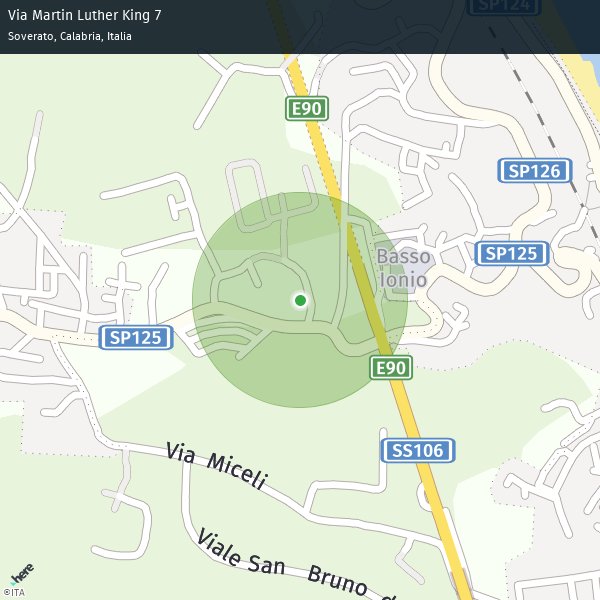 Via Martin Luther King 7
Soverato, Calabria, Italia
SP124
E90
SP126
SP125
Basso
Ionio
SP125
E90
SS106
Via Miceli
Viale San Bruno d
here
©ITA